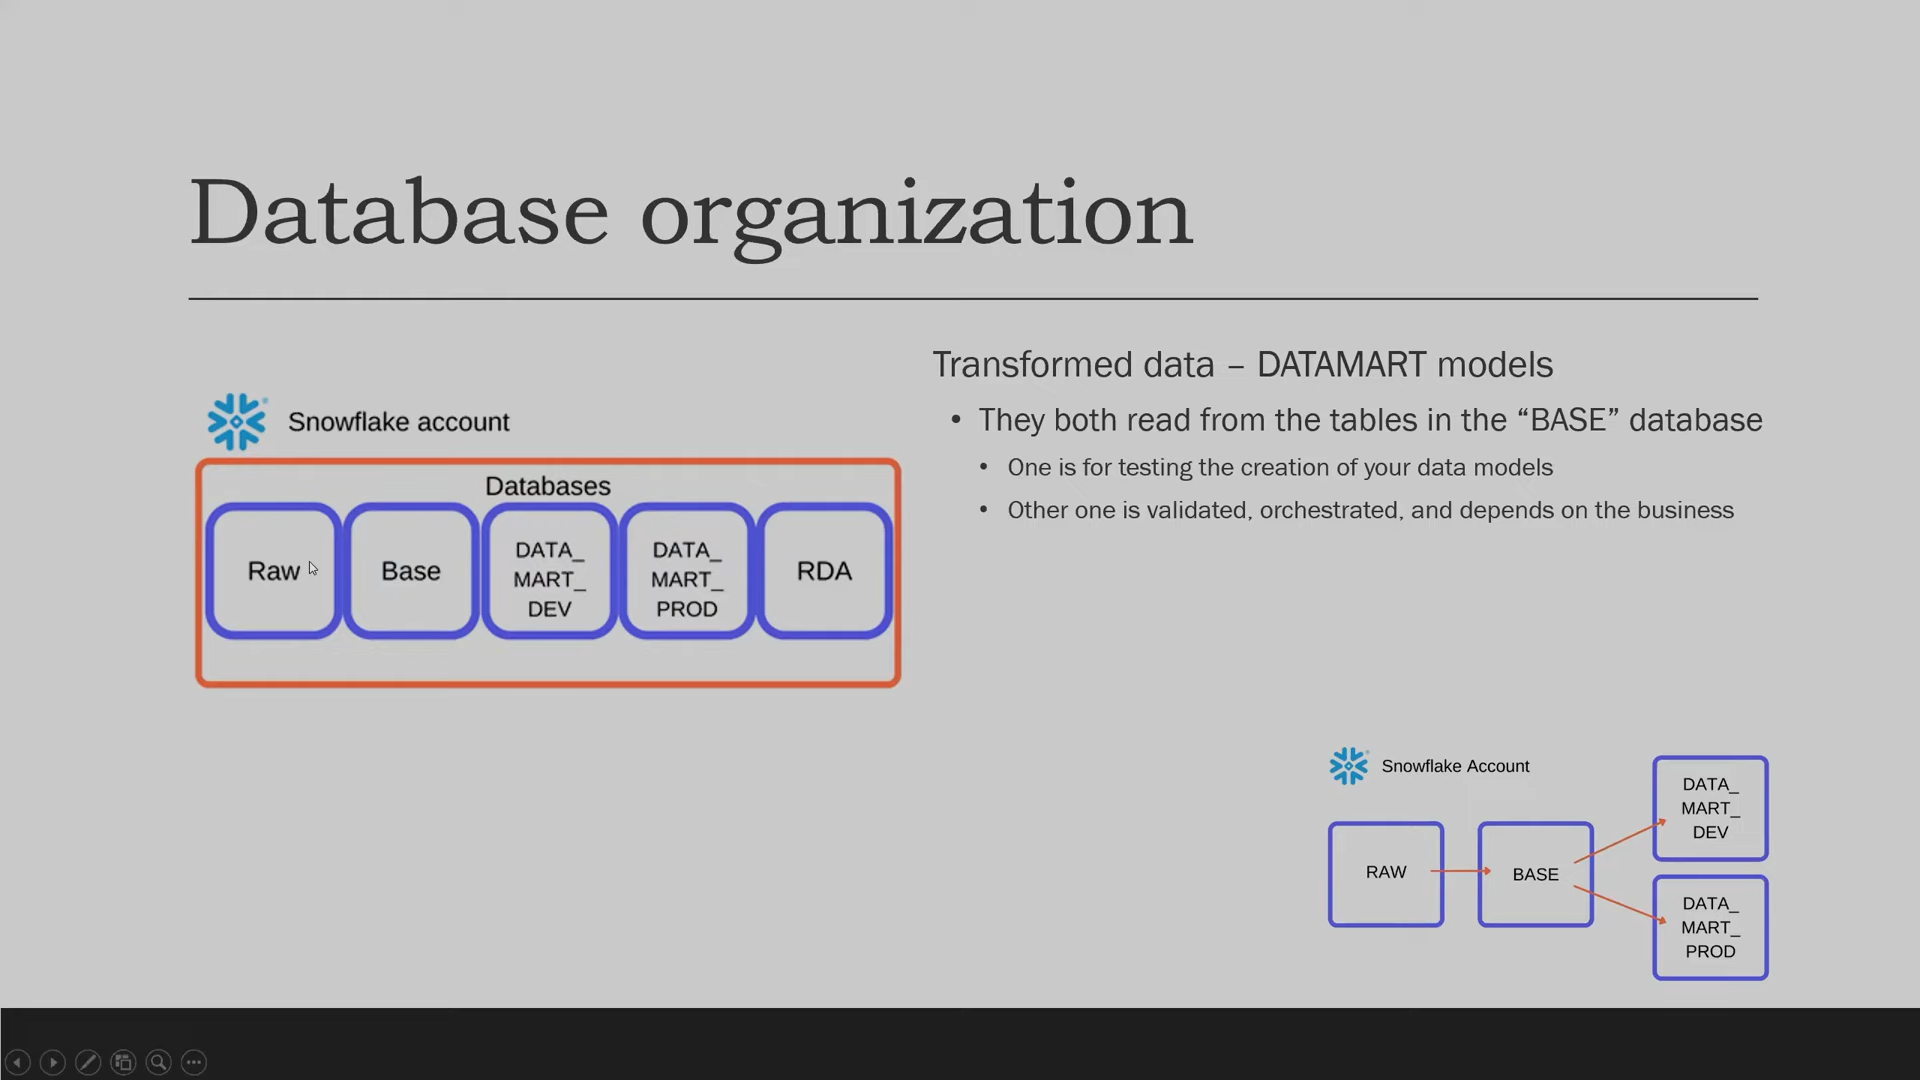 Database organization
Snowflake account
Databases
Raw
Base
DATA_
MART_
DEV
DATA_
MART_
PROD
RDA
Transformed data – DATAMART models
• They both read from the tables in the “BASE” database
• One is for testing the creation of your data models
• Other one is validated, orchestrated, and depends on the business
Snowflake Account
RAW
BASE
DATA_
MART_
DEV
DATA_
MART_
PROD